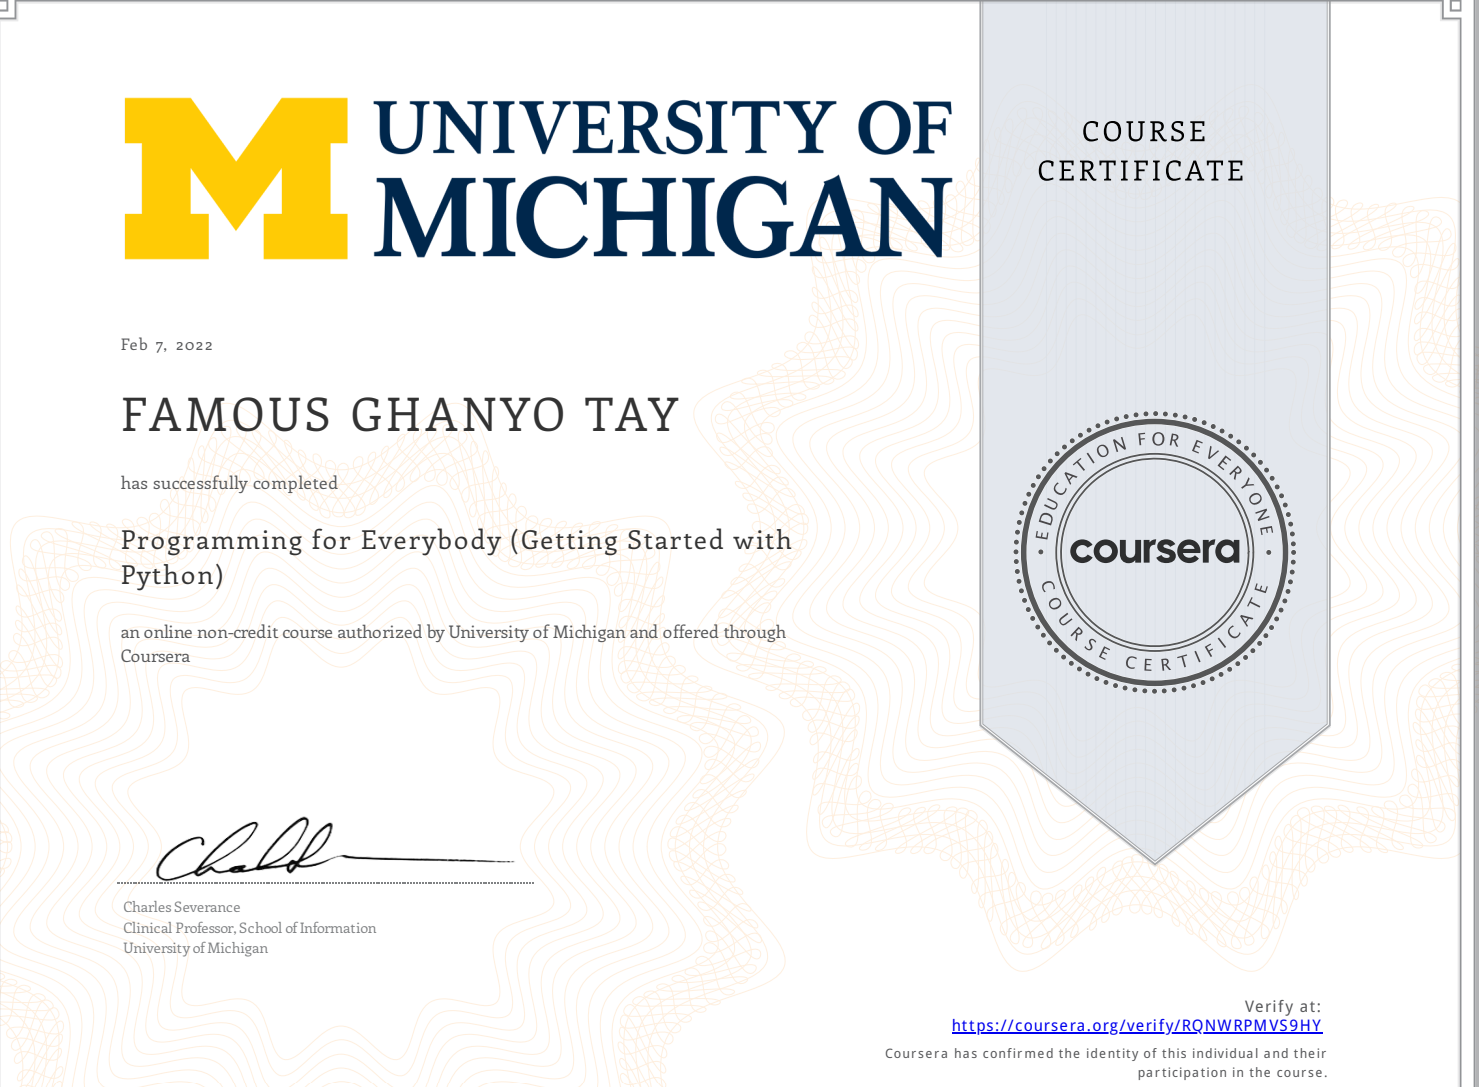 UNIVERSITY OF
MICHIGAN
COURSE
CERTIFICATE
Feb 7, 2022
FAMOUS GHANYO TAY
has successfully completed
Programming for Everybody (Getting Started with
Python)
an online non-credit course authorized by University of Michigan and offered through
Coursera
EDUCATION FOR EVERYONE
coursera
COURSE CERTIFICATE
Charles Severance
Clinical Professor, School of Information
University of Michigan
Verify at:
https://coursera.org/verify/RQNWRPMVS9HY
Coursera has confirmed the identity of this individual and their
participation in the course.